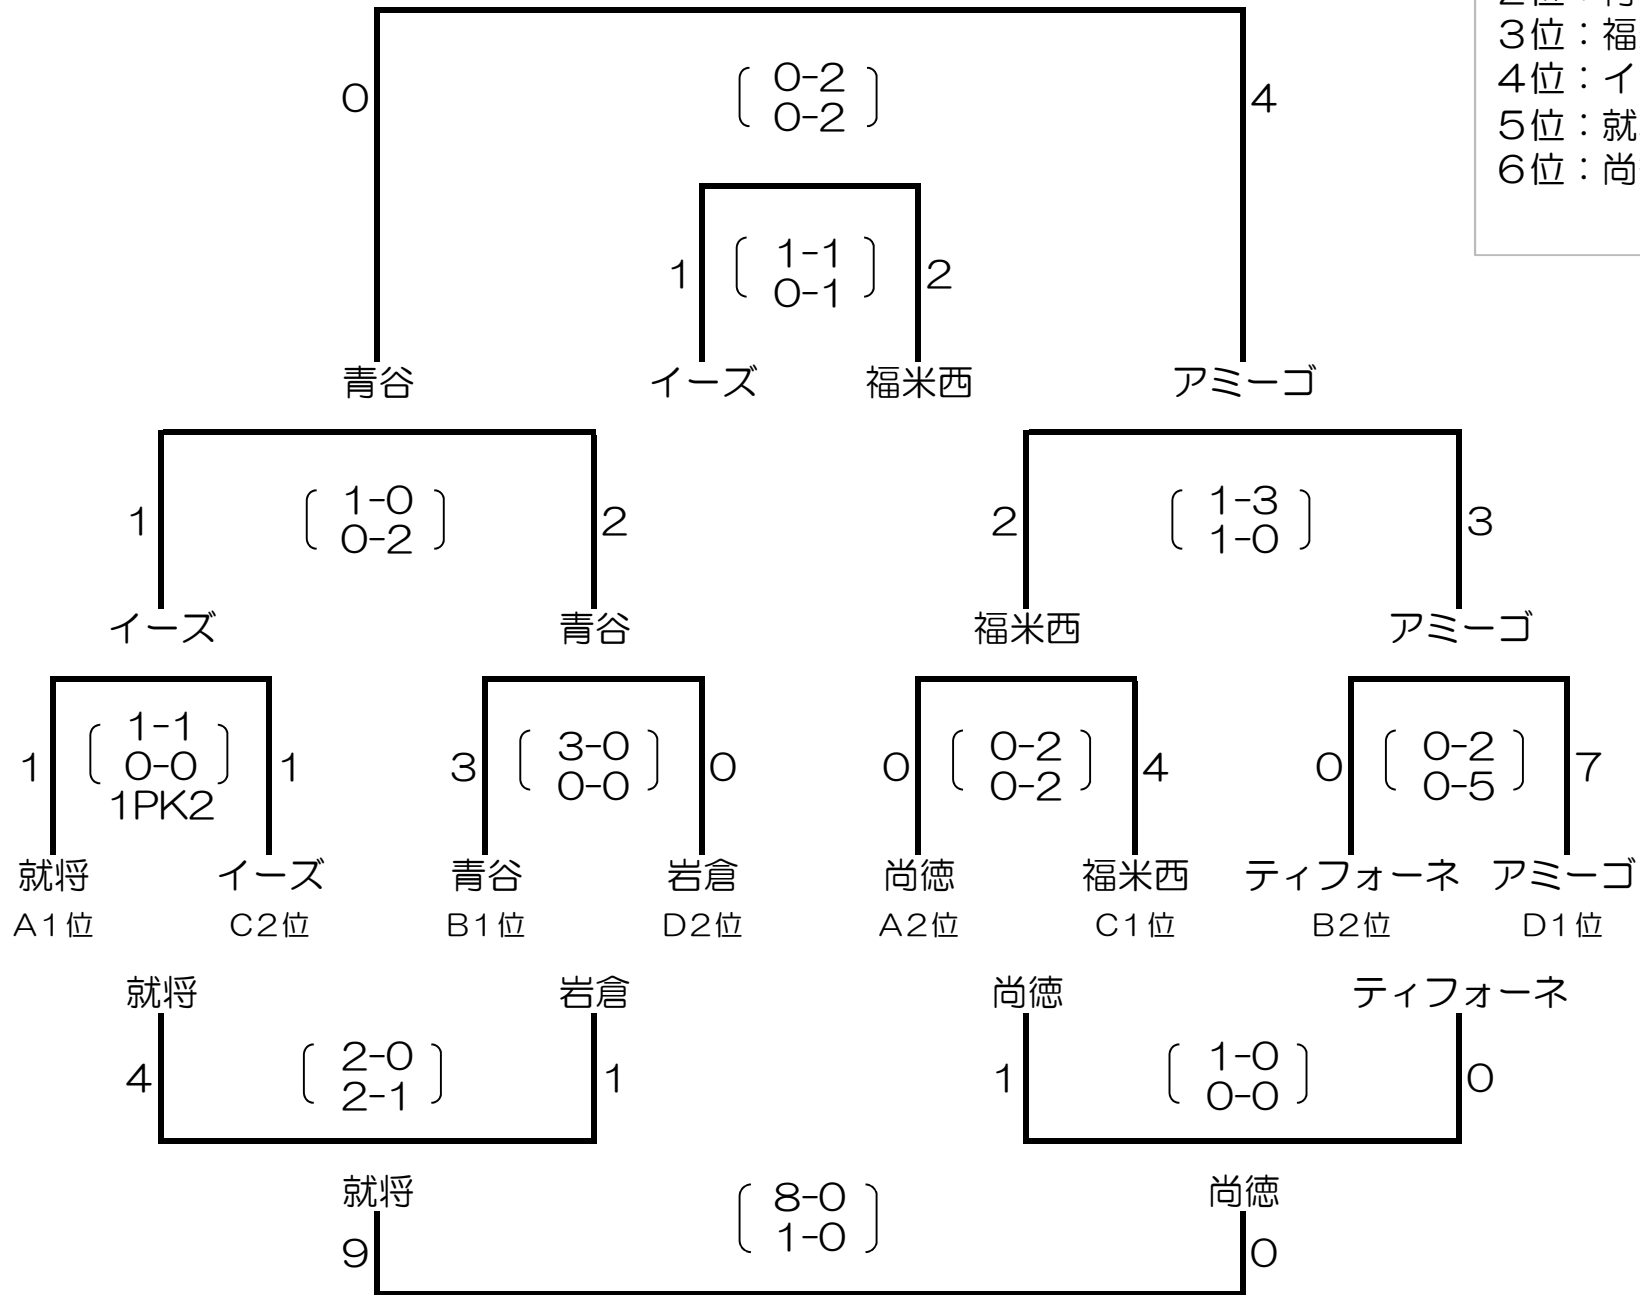 3位：福
4位：イ
5位：就
6位：尚
0-2
0 4
0-2
1-1
1 2
0-1
青谷 イーズ 福米西 アミーゴ
1-0 1-3
1 2 2 3
0-2 1-0
イーズ 青谷 福米西 アミーゴ
1-1 3-0 0-2 0-2
1 0-0 1 3 0 0 4 0 7
1PK2 0-0 0-2 0-5
就将 イーズ 青谷 岩倉 尚徳 福米西 ティフォーネ アミーゴ
A1位 C2位 B1位 D2位 A2位 C1位 B2位 D1位
就将 岩倉 尚徳 ティフォーネ
2-0 1-0
4 1 1 0
2-1 0-0
就将 8-0 尚徳
1-0
9 0